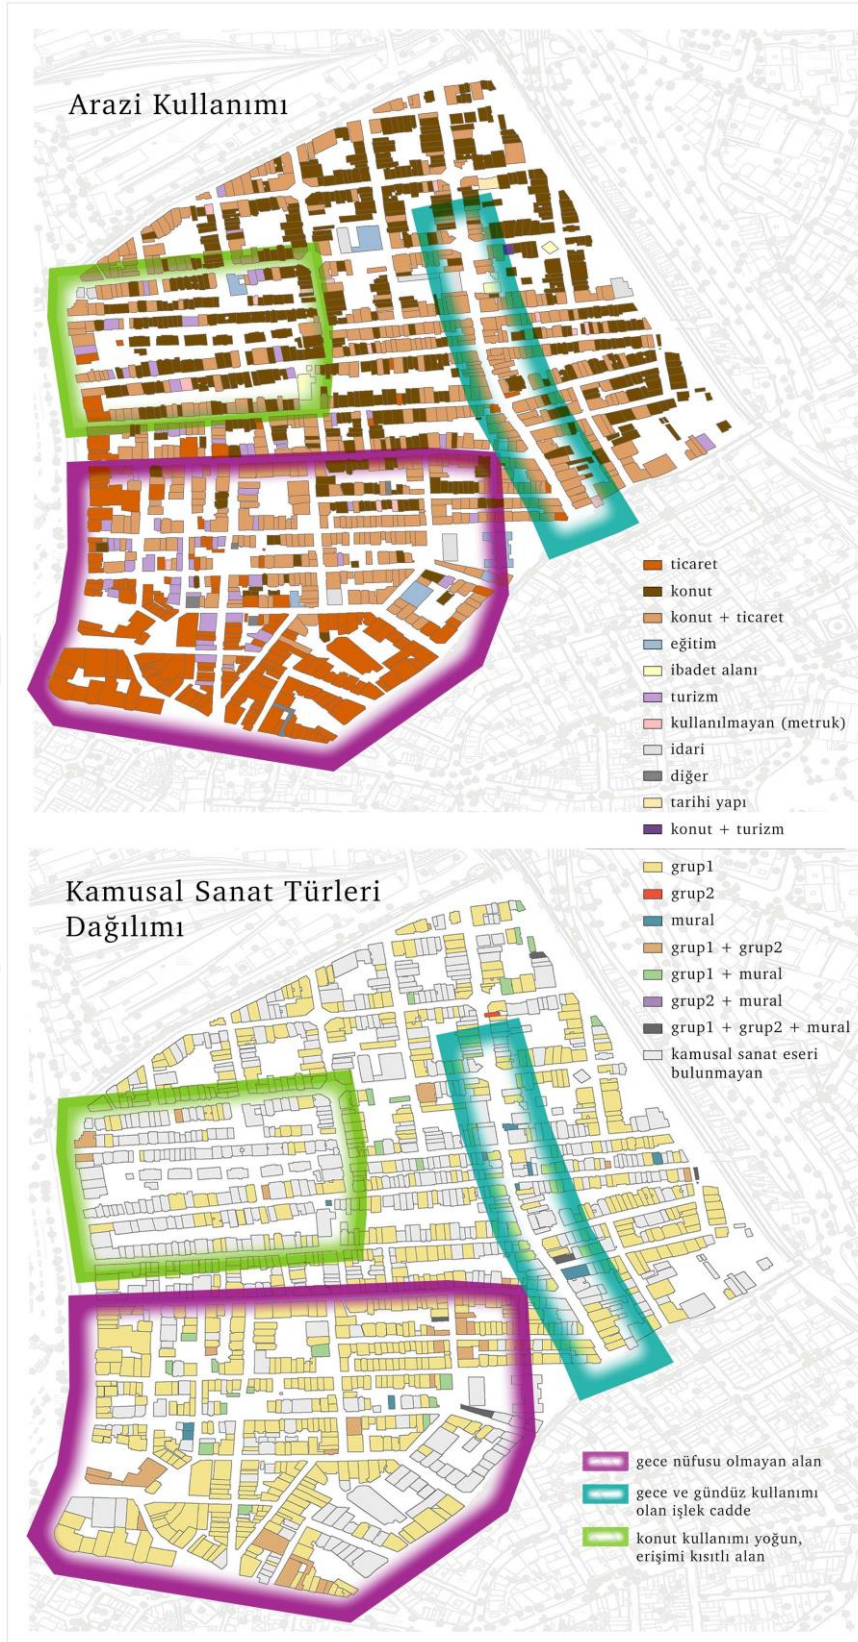 Arazi Kullanımı
ticaret
konut
konut + ticaret
eğitim
ibadet alanı
turizm
kullanılmayan (metruk)
idari
diğer
tarihi yapı
konut + turizm
Kamusal Sanat Türleri
Dağılımı
grup1
grup2
mural
grup1 + grup2
grup1 + mural
grup2 + mural
grup1 + grup2 + mural
kamusal sanat eseri
bulunmayan
gece nüfusu olmayan alan
gece ve gündüz kullanımı
olan işlek cadde
konut kullanımı yoğun,
erişimi kısıtlı alan